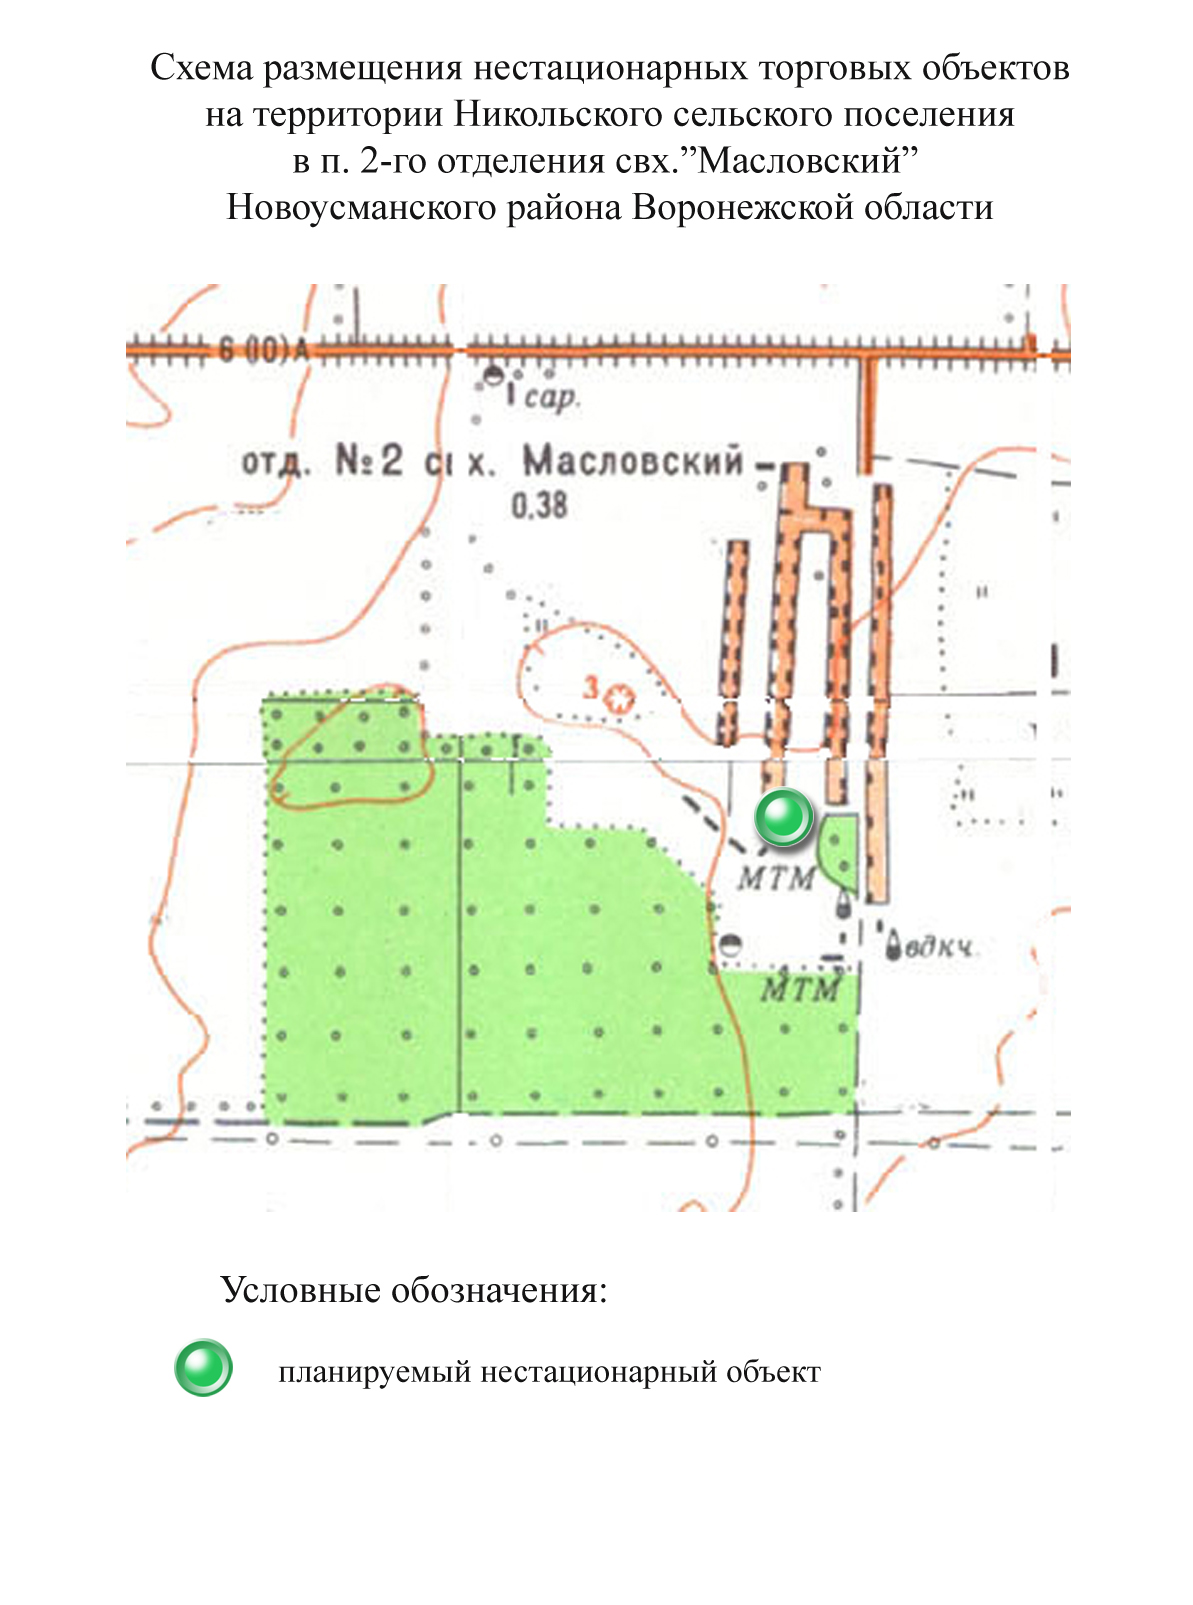 Схема размещения нестационарных торговых объектов
на территории Никольского сельского поселения
в п. 2-го отделения свх.”Масловский”
Новоусманского района Воронежской области
6 (10) А
сар.
отд. №2 свх. Масловский
0.38
3
МТМ
вдкч.
МТМ
Условные обозначения:
планируемый нестационарный объект